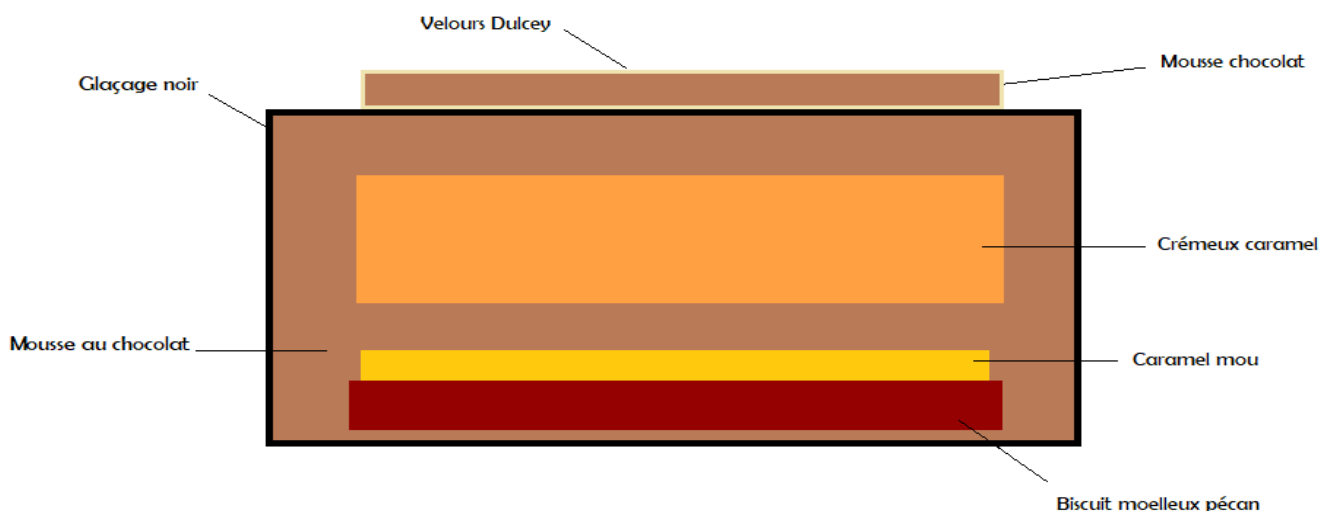 Velours Dulcey
Mousse chocolat
Glaçage noir
Crémeux caramel
Mousse au chocolat
Caramel mou
Biscuit moelleux pécan